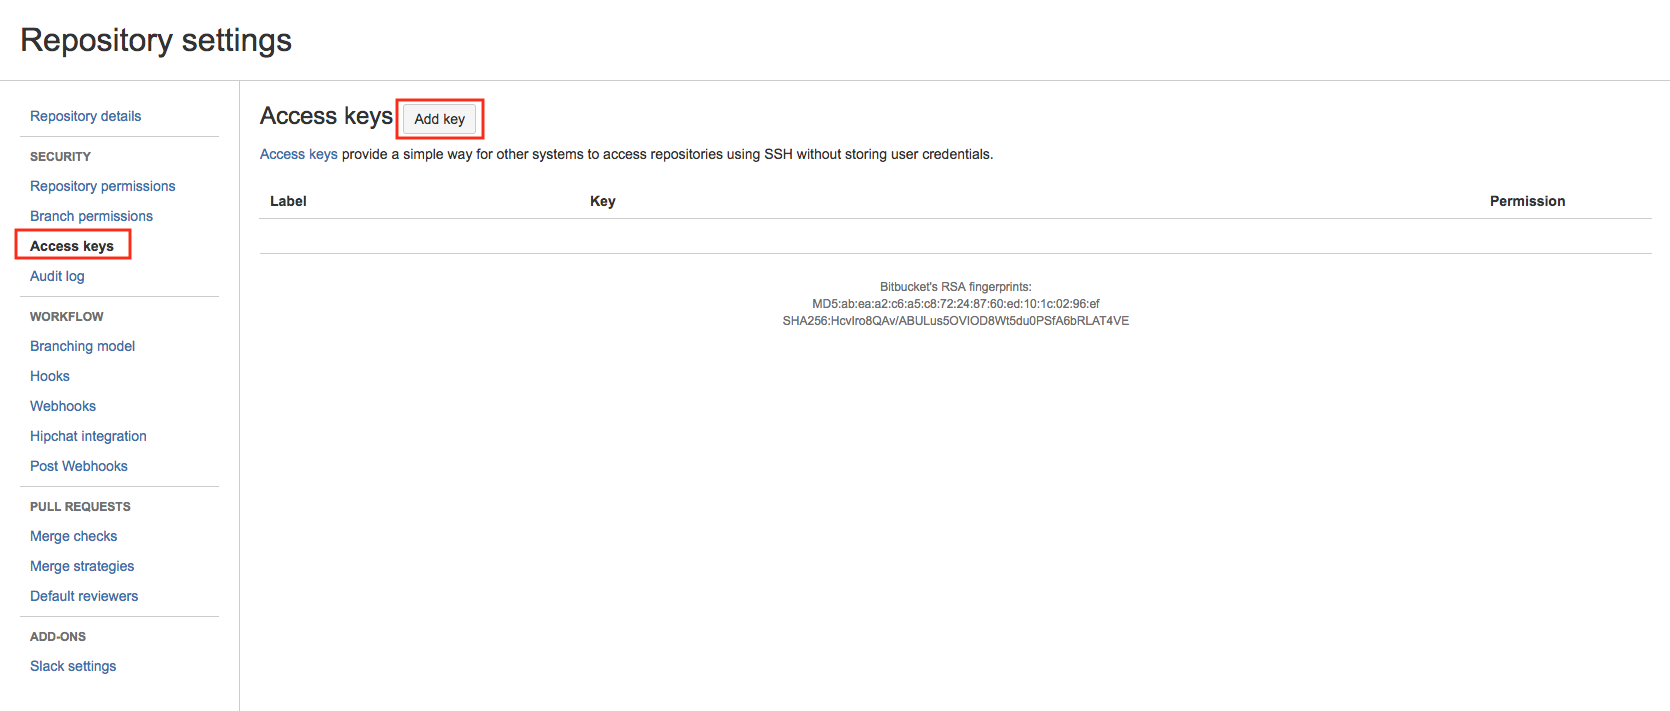 Repository settings
Repository details
SECURITY
Repository permissions
Branch permissions
Access keys
Audit log
WORKFLOW
Branching model
Hooks
Webhooks
Hipchat integration
Post Webhooks
PULL REQUESTS
Merge checks
Merge strategies
Default reviewers
ADD-ONS
Slack settings
Access keys Add key
Access keys provide a simple way for other systems to access repositories using SSH without storing user credentials.
Label Key Permission
Bitbucket's RSA fingerprints:
MD5:ab:ea:a2:c6:a5:c8:72:24:87:60:ed:10:1c:02:96:ef
SHA256:HcvIro8QAv/ABULus5OVIOD8Wt5du0PSfA6bRLAT4VE